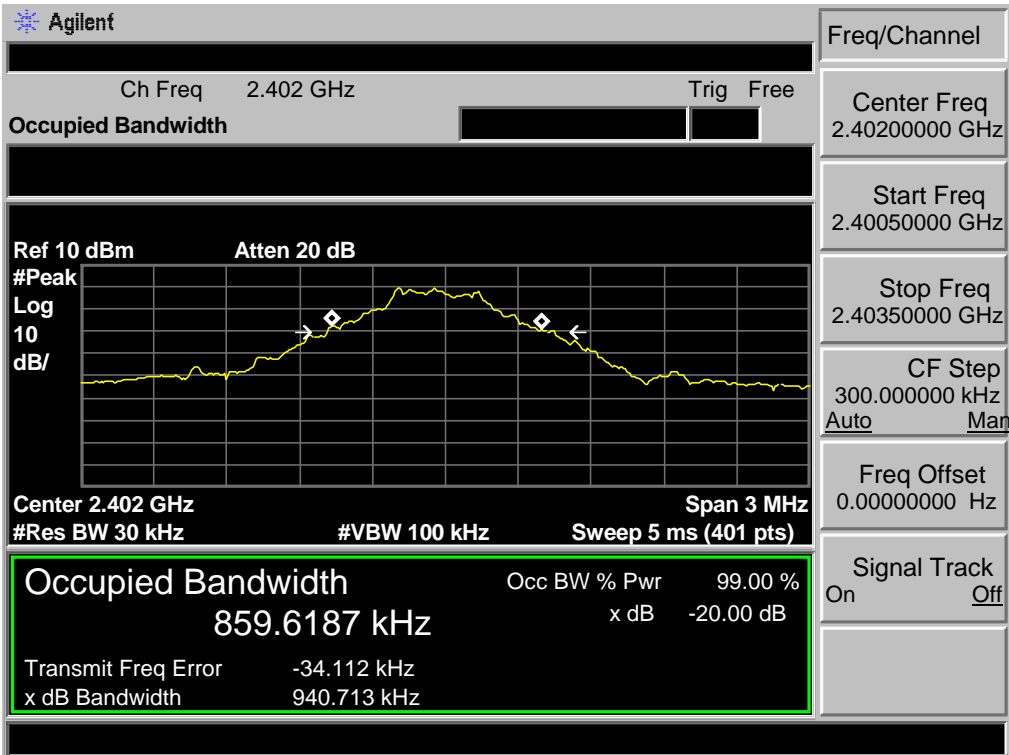 Agilent
Freq/Channel
Ch Freq 2.402 GHz Trig Free
Occupied Bandwidth
Center Freq
2.40200000 GHz
Start Freq
2.40050000 GHz
Stop Freq
2.40350000 GHz
CF Step
300.000000 kHz
Auto Man
Freq Offset
0.00000000 Hz
Signal Track
On Off
Ref 10 dBm Atten 20 dB
#Peak
Log
10
dB/
Center 2.402 GHz Span 3 MHz
#Res BW 30 kHz #VBW 100 kHz Sweep 5 ms (401 pts)
Occupied Bandwidth
859.6187 kHz
Occ BW % Pwr 99.00 %
x dB -20.00 dB
Transmit Freq Error -34.112 kHz
x dB Bandwidth 940.713 kHz